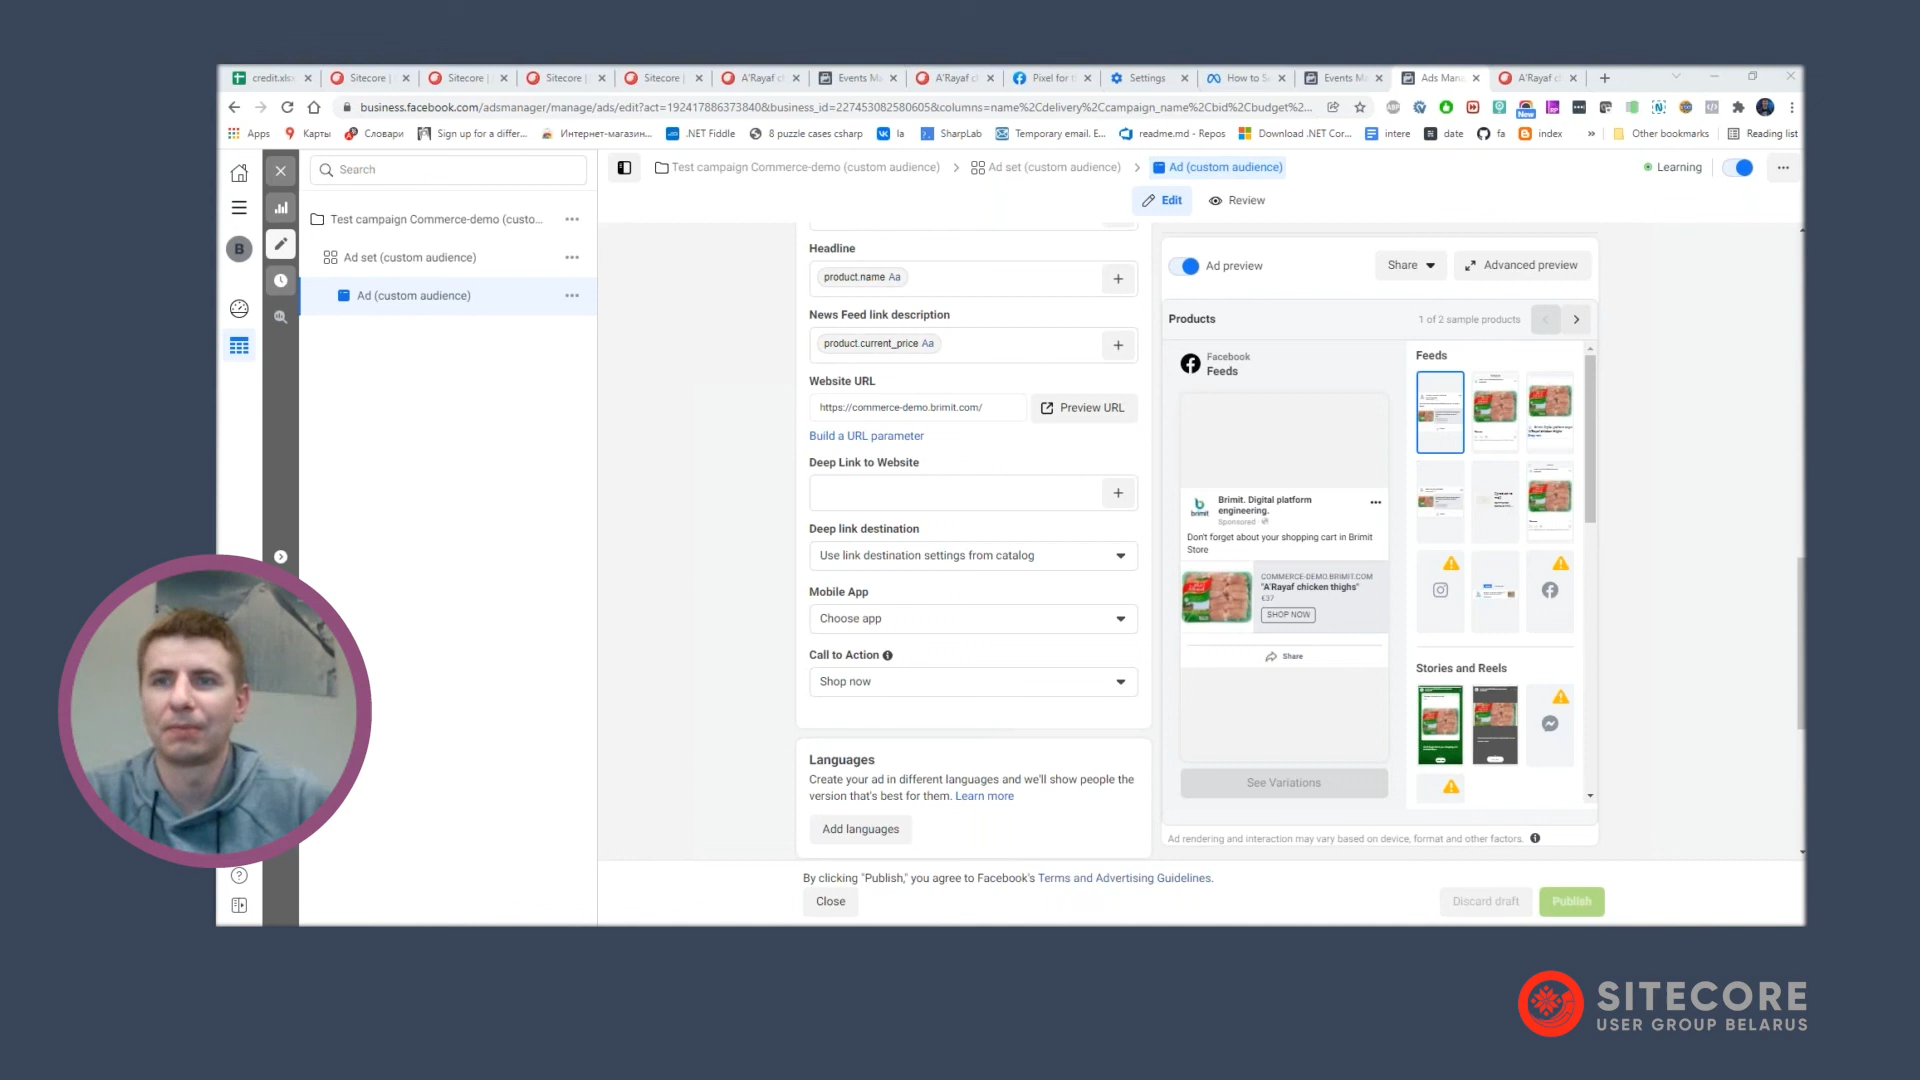 credit.xlsx
Sitecore |
Sitecore |
Sitecore |
Sitecore |
A'Rayaf ch
Events Ma
A'Rayaf ch
Pixel for t
Settings
How to S
Events Ma
Ads Mana
A'Rayaf ch
business.facebook.com/adsmanager/manage/ads/edit?act=192417886373840&business_id=227453082580605&columns=name%2Cdelivery%2Ccampaign_name%2Cbid%2Cbudget%2...
New
Apps
Карты
Словари
Sign up for a differ...
Интернет-магазин...
.NET Fiddle
8 puzzle cases csharp
la
SharpLab
Temporary email. E...
readme.md - Repos
Download .NET Cor...
intere
date
fa
index
»
Other bookmarks
Reading list
Search
Test campaign Commerce-demo (custom audience)
Ad set (custom audience)
Ad (custom audience)
Learning
Edit
Review
B
Test campaign Commerce-demo (custo...
Ad set (custom audience)
Ad (custom audience)
Headline
product.name Aa
News Feed link description
product.current_price Aa
Website URL
https://commerce-demo.brimit.com/
Preview URL
Build a URL parameter
Deep Link to Website
Deep link destination
Use link destination settings from catalog
Mobile App
Choose app
Call to Action
Shop now
Languages
Create your ad in different languages and we'll show people the
version that's best for them. Learn more
Add languages
Ad preview
Share
Advanced preview
Products
1 of 2 sample products
Facebook
Feeds
brimit
Brimit. Digital platform
engineering.
Sponsored
Don't forget about your shopping cart in Brimit
Store
COMMERCE-DEMO.BRIMIT.COM
"A'Rayaf chicken thighs"
€37
SHOP NOW
Share
See Variations
Feeds
Stories and Reels
Ad rendering and interaction may vary based on device, format and other factors.
By clicking "Publish," you agree to Facebook's Terms and Advertising Guidelines.
Close
Discard draft
Publish
SITECORE
USER GROUP BELARUS